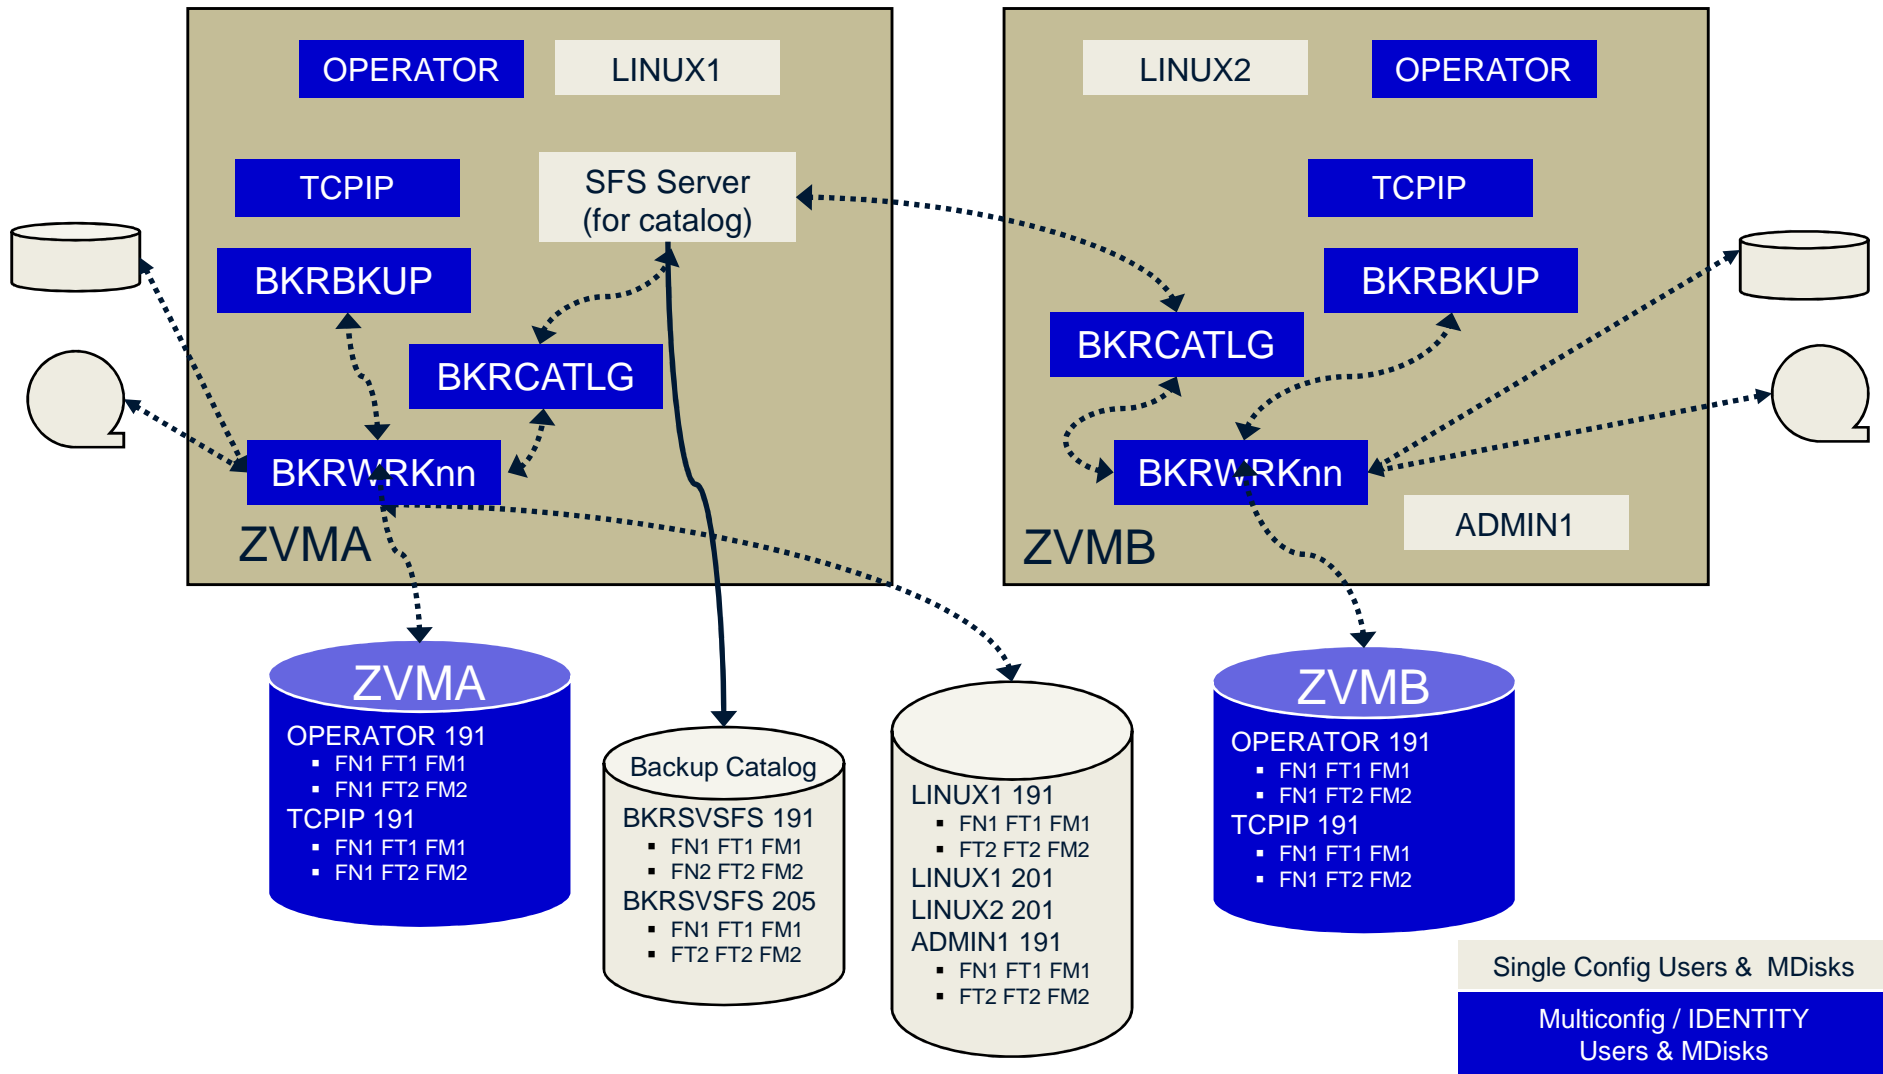 OPERATOR
LINUX1
TCPIP
SFS Server
(for catalog)
BKRBKUP
BKRCATLG
BKRWRKnn
ZVMA
LINUX2
OPERATOR
TCPIP
BKRBKUP
BKRCATLG
BKRWRKnn
ADMIN1
ZVMB
ZVMA
OPERATOR 191
▪ FN1 FT1 FM1
▪ FN1 FT2 FM2
TCPIP 191
▪ FN1 FT1 FM1
▪ FN1 FT2 FM2
Backup Catalog
BKRSVSFS 191
▪ FN1 FT1 FM1
▪ FN2 FT2 FM2
BKRSVSFS 205
▪ FN1 FT1 FM1
▪ FT2 FT2 FM2
LINUX1 191
▪ FN1 FT1 FM1
▪ FT2 FT2 FM2
LINUX1 201
LINUX2 201
ADMIN1 191
▪ FN1 FT1 FM1
▪ FT2 FT2 FM2
ZVMB
OPERATOR 191
▪ FN1 FT1 FM1
▪ FN1 FT2 FM2
TCPIP 191
▪ FN1 FT1 FM1
▪ FN1 FT2 FM2
Single Config Users & MDisks
Multiconfig / IDENTITY
Users & MDisks